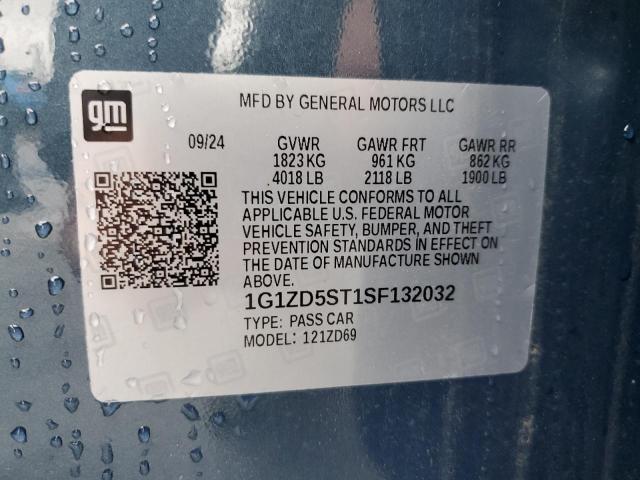 gm
MFD BY GENERAL MOTORS LLC
09/24 GVWR GAWR FRT GAWR RR
1823 KG 961 KG 862 KG
4018 LB 2118 LB 1900 LB
THIS VEHICLE CONFORMS TO ALL
APPLICABLE U.S. FEDERAL MOTOR
VEHICLE SAFETY, BUMPER, AND THEFT
PREVENTION STANDARDS IN EFFECT ON
THE DATE OF MANUFACTURE SHOWN
ABOVE.
1G1ZD5ST1SF132032
TYPE: PASS CAR
MODEL: 121ZD69